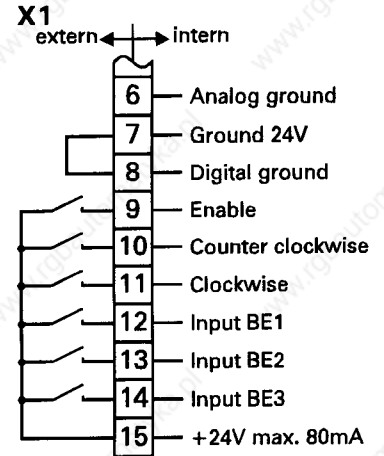 X1
extern intern
6 Analog ground
7 Ground 24V
8 Digital ground
9 Enable
10 Counter clockwise
11 Clockwise
12 Input BE1
13 Input BE2
14 Input BE3
15 +24V max. 80mA